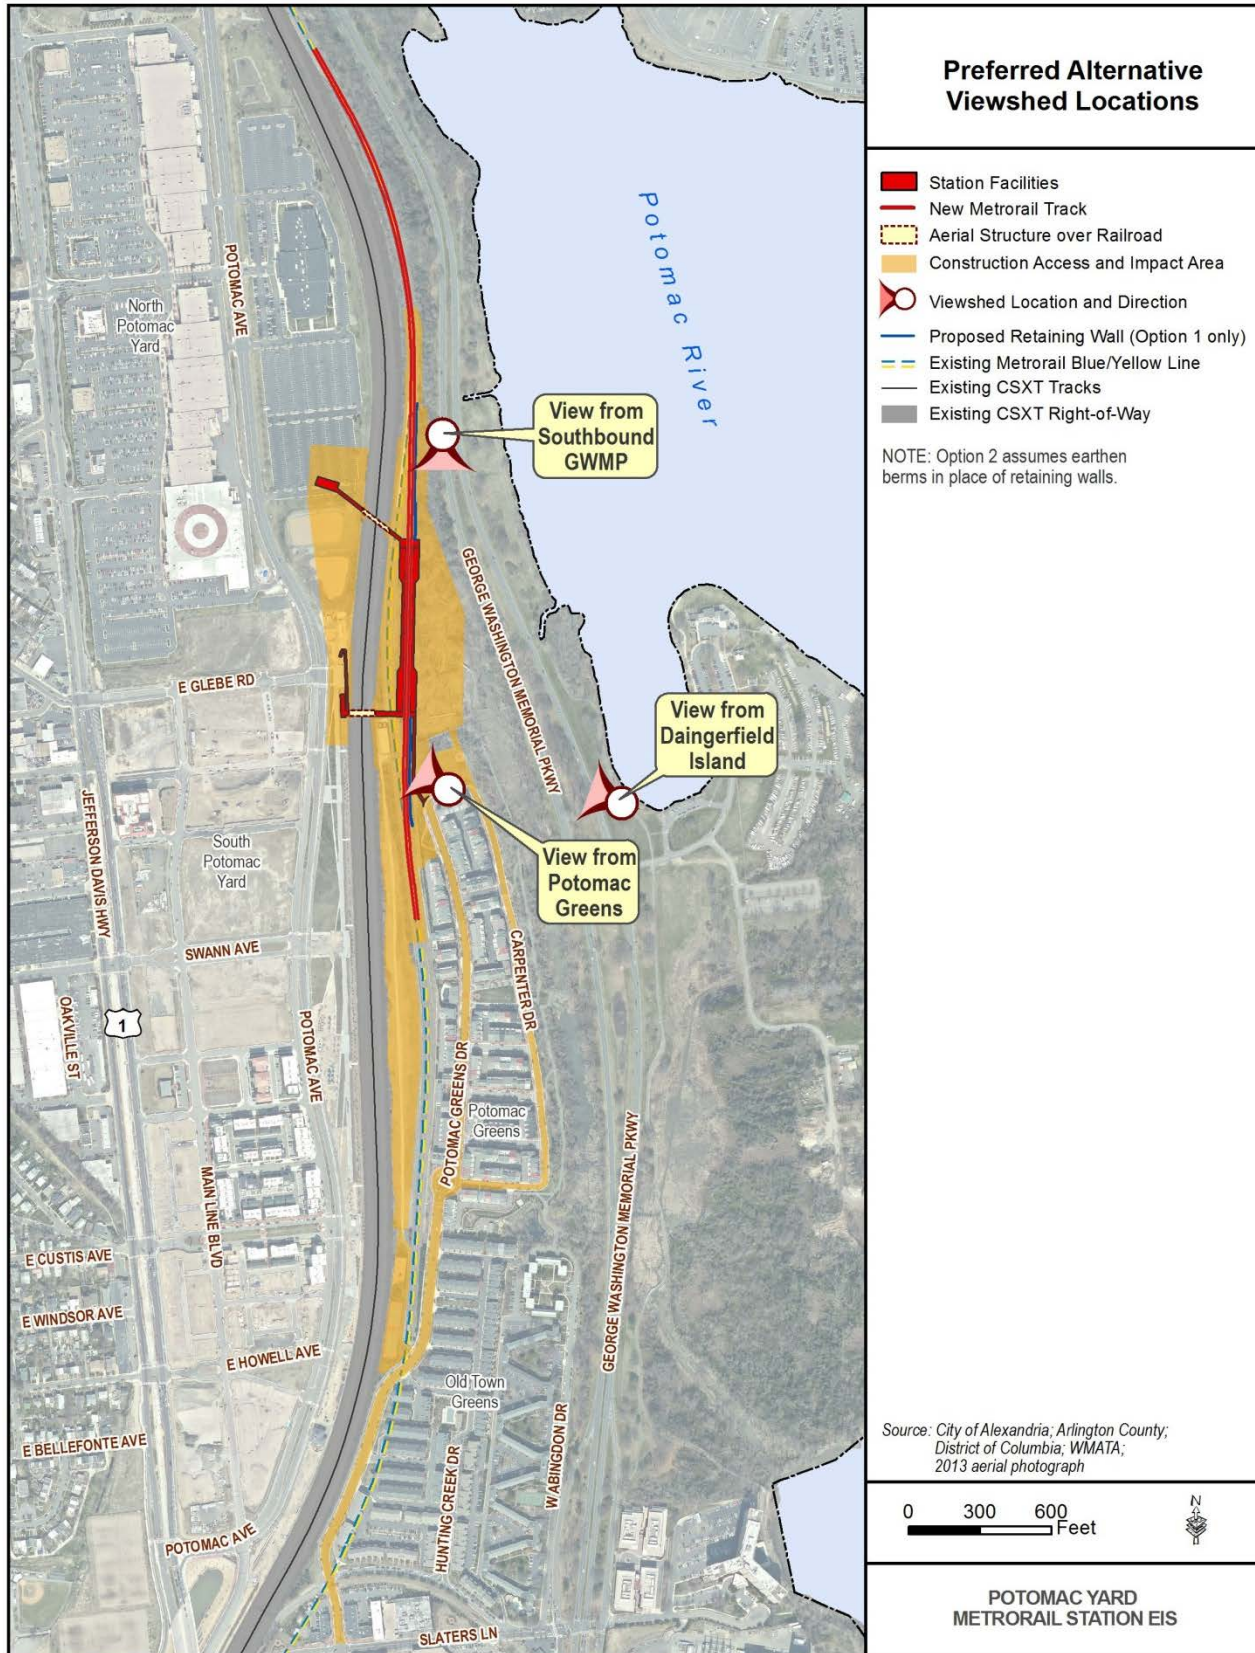 Preferred Alternative
Viewshed Locations
Station Facilities
New Metrorail Track
Aerial Structure over Railroad
Construction Access and Impact Area
Viewshed Location and Direction
Proposed Retaining Wall (Option 1 only)
Existing Metrorail Blue/Yellow Line
Existing CSXT Tracks
Existing CSXT Right-of-Way
NOTE: Option 2 assumes earthen
berms in place of retaining walls.
Potomac River
POTOMAC AVE
North
Potomac
Yard
View from
Southbound
GWMP
GEORGE WASHINGTON MEMORIAL PKWY
E GLEBE RD
View from
Daingerfield
Island
JEFFERSON DAVIS HWY
South
Potomac
Yard
View from
Potomac
Greens
SWANN AVE
CARPENTER DR
OAKVILLE ST
1
POTOMAC AVE
POTOMAC GREENS DR
Potomac
Greens
MAIN LINE BLVD
GEORGE WASHINGTON MEMORIAL PKWY
E CUSTIS AVE
E WINDSOR AVE
E HOWELL AVE
Old Town
Greens
E BELLEFONTE AVE
HUNTING CREEK DR
W ABINGDON DR
POTOMAC AVE
SLATERS LN
Source: City of Alexandria; Arlington County;
District of Columbia; WMATA;
2013 aerial photograph
0 300 600
Feet
N
POTOMAC YARD
METRORAIL STATION EIS